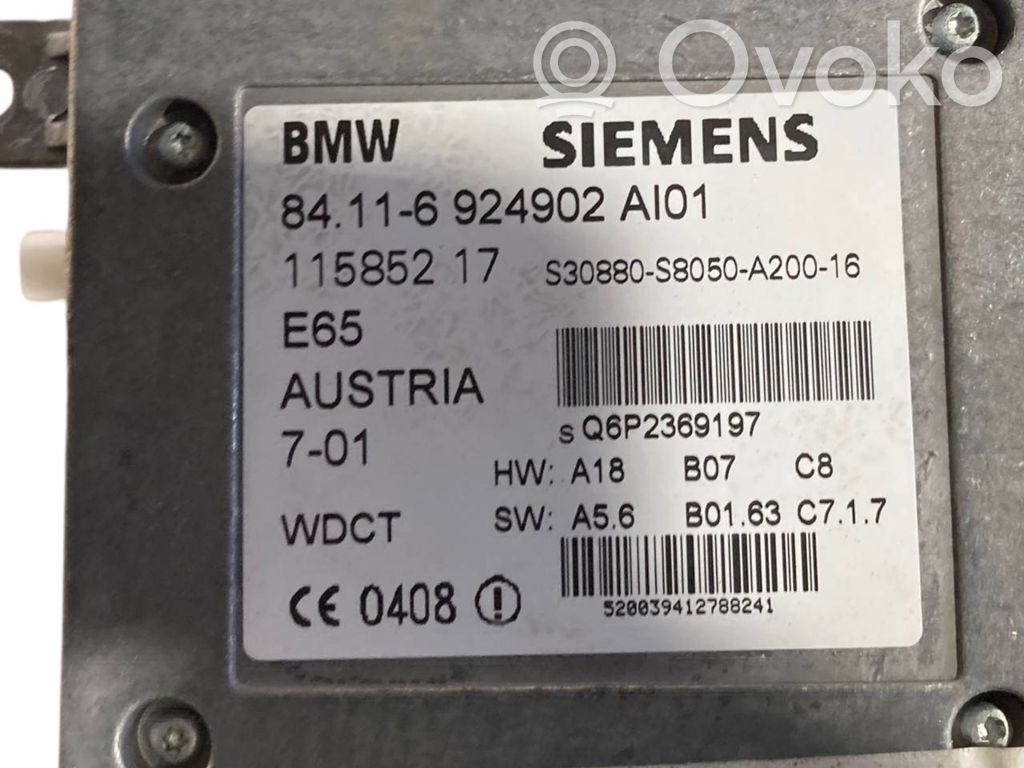 Ovoko
BMW SIEMENS
84.11-6 924902 AI01
115852 17 S30880-S8050-A200-16
E65
AUSTRIA
s Q6P2369197
7-01
HW: A18 B07 C8
WDCT SW: A5.6 B01.63 C7.1.7
CE 0408
520039412788241